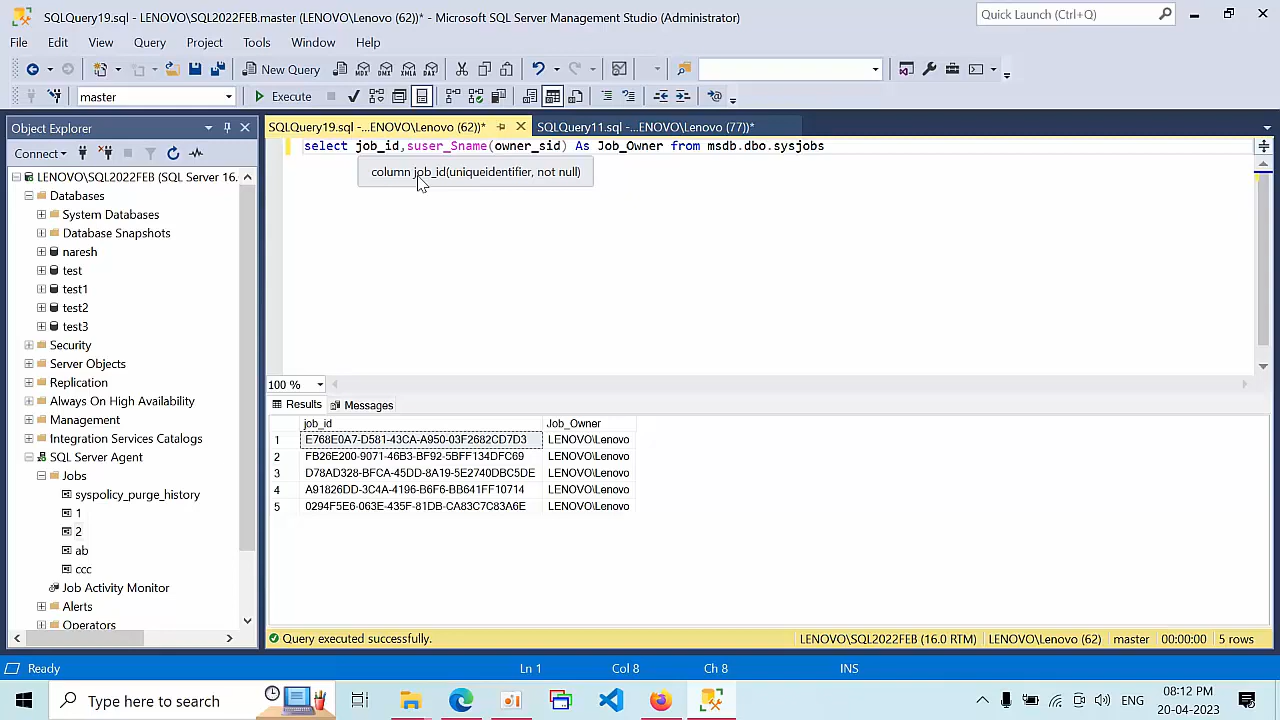 SQLQuery19.sql - LENOVO\SQL2022FEB.master (LENOVO\Lenovo (62))* - Microsoft SQL Server Management Studio (Administrator)
Quick Launch (Ctrl+Q)
File Edit View Query Project Tools Window Help
New Query
MDX DMX XMLA DAX
master
Execute
Object Explorer
SQLQuery19.sql -...ENOVO\Lenovo (62))*
SQLQuery11.sql -...ENOVO\Lenovo (77))*
Connect
LENOVO\SQL2022FEB (SQL Server 16.
Databases
System Databases
Database Snapshots
naresh
test
test1
test2
test3
Security
Server Objects
Replication
Always On High Availability
Management
Integration Services Catalogs
SQL Server Agent
Jobs
syspolicy_purge_history
1
2
ab
ccc
Job Activity Monitor
Alerts
Operators
select job_id,suser_Sname(owner_sid) As Job_Owner from msdb.dbo.sysjobs
column job_id(uniqueidentifier, not null)
100 %
Results Messages
job_id Job_Owner
1 E768E0A7-D581-43CA-A950-03F2682CD7D3 LENOVO\Lenovo
2 FB26E200-9071-46B3-BF92-5BFF134DFC69 LENOVO\Lenovo
3 D78AD328-BFCA-45DD-8A19-5E2740DBC5DE LENOVO\Lenovo
4 A91826DD-3C4A-4196-B6F6-BB641FF10714 LENOVO\Lenovo
5 0294F5E6-063E-435F-81DB-CA83C7C83A6E LENOVO\Lenovo
Query executed successfully.
LENOVO\SQL2022FEB (16.0 RTM) LENOVO\Lenovo (62) master 00:00:00 5 rows
Ready Ln 1 Col 8 Ch 8 INS
Type here to search
ENG
08:12 PM
20-04-2023